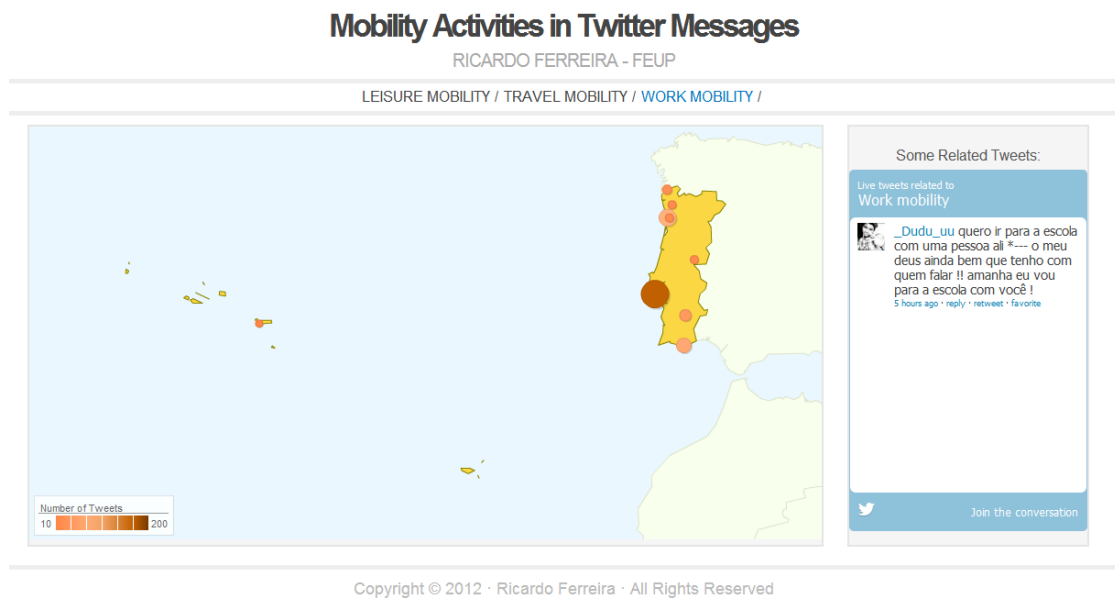 Mobility Activities in Twitter Messages
RICARDO FERREIRA - FEUP
LEISURE MOBILITY / TRAVEL MOBILITY / WORK MOBILITY /
Number of Tweets
10 200
Some Related Tweets:
Live tweets related to
Work mobility
_Dudu_uu quero ir para a escola
com uma pessoa ali *--- o meu
deus ainda bem que tenho com
quem falar !! amanha eu vou
para a escola com você !
5 hours ago · reply · retweet · favorite
Join the conversation
Copyright © 2012 · Ricardo Ferreira · All Rights Reserved